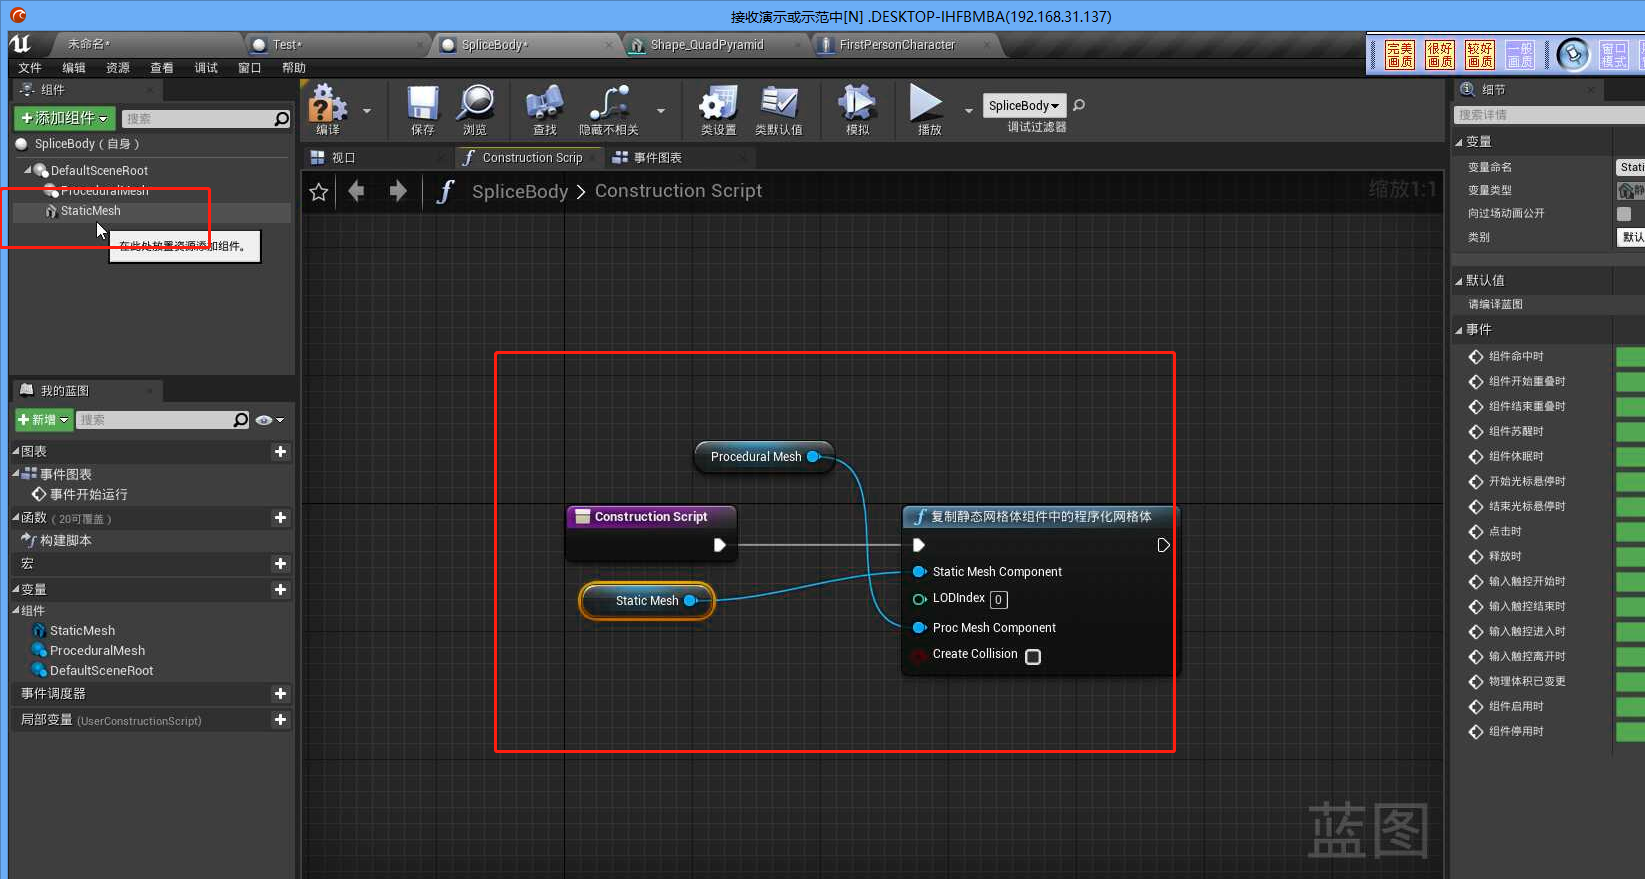 接收演示或示范中[N] .DESKTOP-IHFBMBA(192.168.31.137)
未命名*
Test*
SpliceBody*
Shape_QuadPyramid
FirstPersonCharacter
完美画质
很好画质
较好画质
一般画质
窗口模式
文件 编辑 资源 查看 调试 窗口 帮助
组件
+添加组件
搜索
SpliceBody ( 自身 )
DefaultSceneRoot
ProceduralMesh
StaticMesh
在此处放置资源添加组件。
编译
保存
浏览
查找
隐藏不相关
类设置
类默认值
模拟
播放
SpliceBody
调试过滤器
视口
Construction Scrip
事件图表
SpliceBody > Construction Script
缩放1:1
Procedural Mesh
Construction Script
Static Mesh
复制静态网格体组件中的程序化网格体
Static Mesh Component
LODIndex 0
Proc Mesh Component
Create Collision
蓝图
我的蓝图
+新增
搜索
图表
事件图表
事件开始运行
函数 ( 20可覆盖 )
构建脚本
宏
变量
组件
StaticMesh
ProceduralMesh
DefaultSceneRoot
事件调度器
局部变量 (UserConstructionScript)
细节
搜索详情
变量
变量命名 Stati
变量类型 静
向过场动画公开
类别 默认
默认值
请编译蓝图
事件
组件命中时
组件开始重叠时
组件结束重叠时
组件苏醒时
组件休眠时
开始光标悬停时
结束光标悬停时
点击时
释放时
输入触控开始时
输入触控结束时
输入触控进入时
输入触控离开时
物理体积已变更
组件启用时
组件停用时